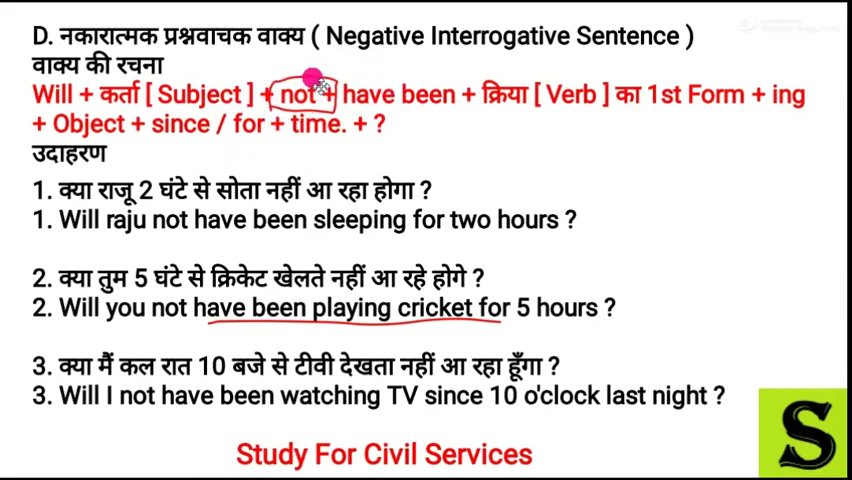 D. नकारात्मक प्रश्नवाचक वाक्य ( Negative Interrogative Sentence )
वाक्य की रचना
Will + कर्ता [ Subject ] + not + have been + क्रिया [ Verb ] का 1st Form + ing
+ Object + since / for + time. + ?
उदाहरण
1. क्या राजू 2 घंटे से सोता नहीं आ रहा होगा ?
1. Will raju not have been sleeping for two hours ?
2. क्या तुम 5 घंटे से क्रिकेट खेलते नहीं आ रहे होगे ?
2. Will you not have been playing cricket for 5 hours ?
3. क्या मैं कल रात 10 बजे से टीवी देखता नहीं आ रहा हूँगा ?
3. Will I not have been watching TV since 10 o'clock last night ?
Study For Civil Services
S